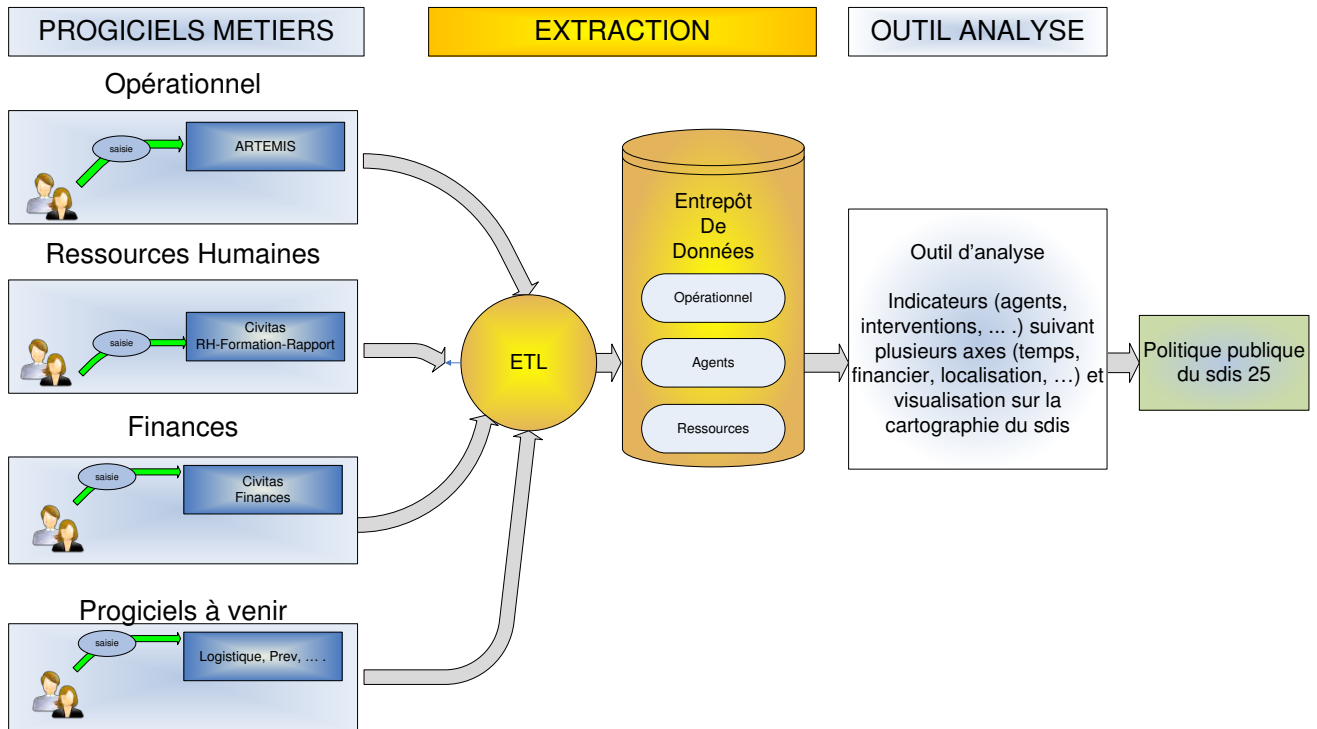 PROGICIELS METIERS
EXTRACTION
OUTIL ANALYSE
Opérationnel
saisie
ARTEMIS
Ressources Humaines
saisie
Civitas
RH-Formation-Rapport
Finances
saisie
Civitas
Finances
Progiciels à venir
saisie
Logistique, Prev, ... .
ETL
Entrepôt
De
Données
Opérationnel
Agents
Ressources
Outil d’analyse
Indicateurs (agents,
interventions, ... .) suivant
plusieurs axes (temps,
financier, localisation, …) et
visualisation sur la
cartographie du sdis
Politique publique
du sdis 25